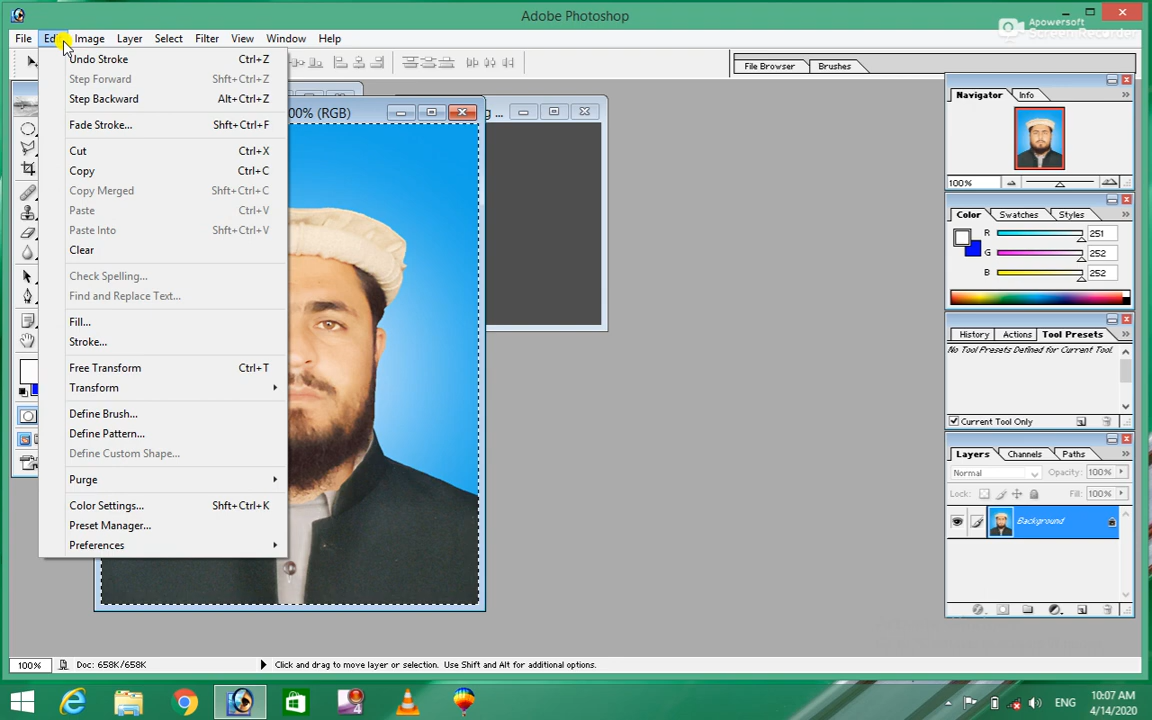 Adobe Photoshop
Apowersoft
Screen Recorder
File Edi Image Layer Select Filter View Window Help
File Browser Brushes
Undo Stroke Ctrl+Z
Step Forward Shft+Ctrl+Z
Step Backward Alt+Ctrl+Z
Fade Stroke... Shft+Ctrl+F
Cut Ctrl+X
Copy Ctrl+C
Copy Merged Shft+Ctrl+C
Paste Ctrl+V
Paste Into Shft+Ctrl+V
Clear
Check Spelling...
Find and Replace Text...
Fill...
Stroke...
Free Transform Ctrl+T
Transform
Define Brush...
Define Pattern...
Define Custom Shape...
Purge
Color Settings... Shft+Ctrl+K
Preset Manager...
Preferences
00% (RGB)
g ...
Navigator Info
100%
Color Swatches Styles
R 251
G 252
B 252
History Actions Tool Presets
No Tool Presets Defined for Current Tool.
Current Tool Only
Layers Channels Paths
Normal Opacity: 100%
Lock: Fill: 100%
Background
100% Doc: 658K/658K Click and drag to move layer or selection. Use Shift and Alt for additional options.
4
ENG
10:07 AM
4/14/2020